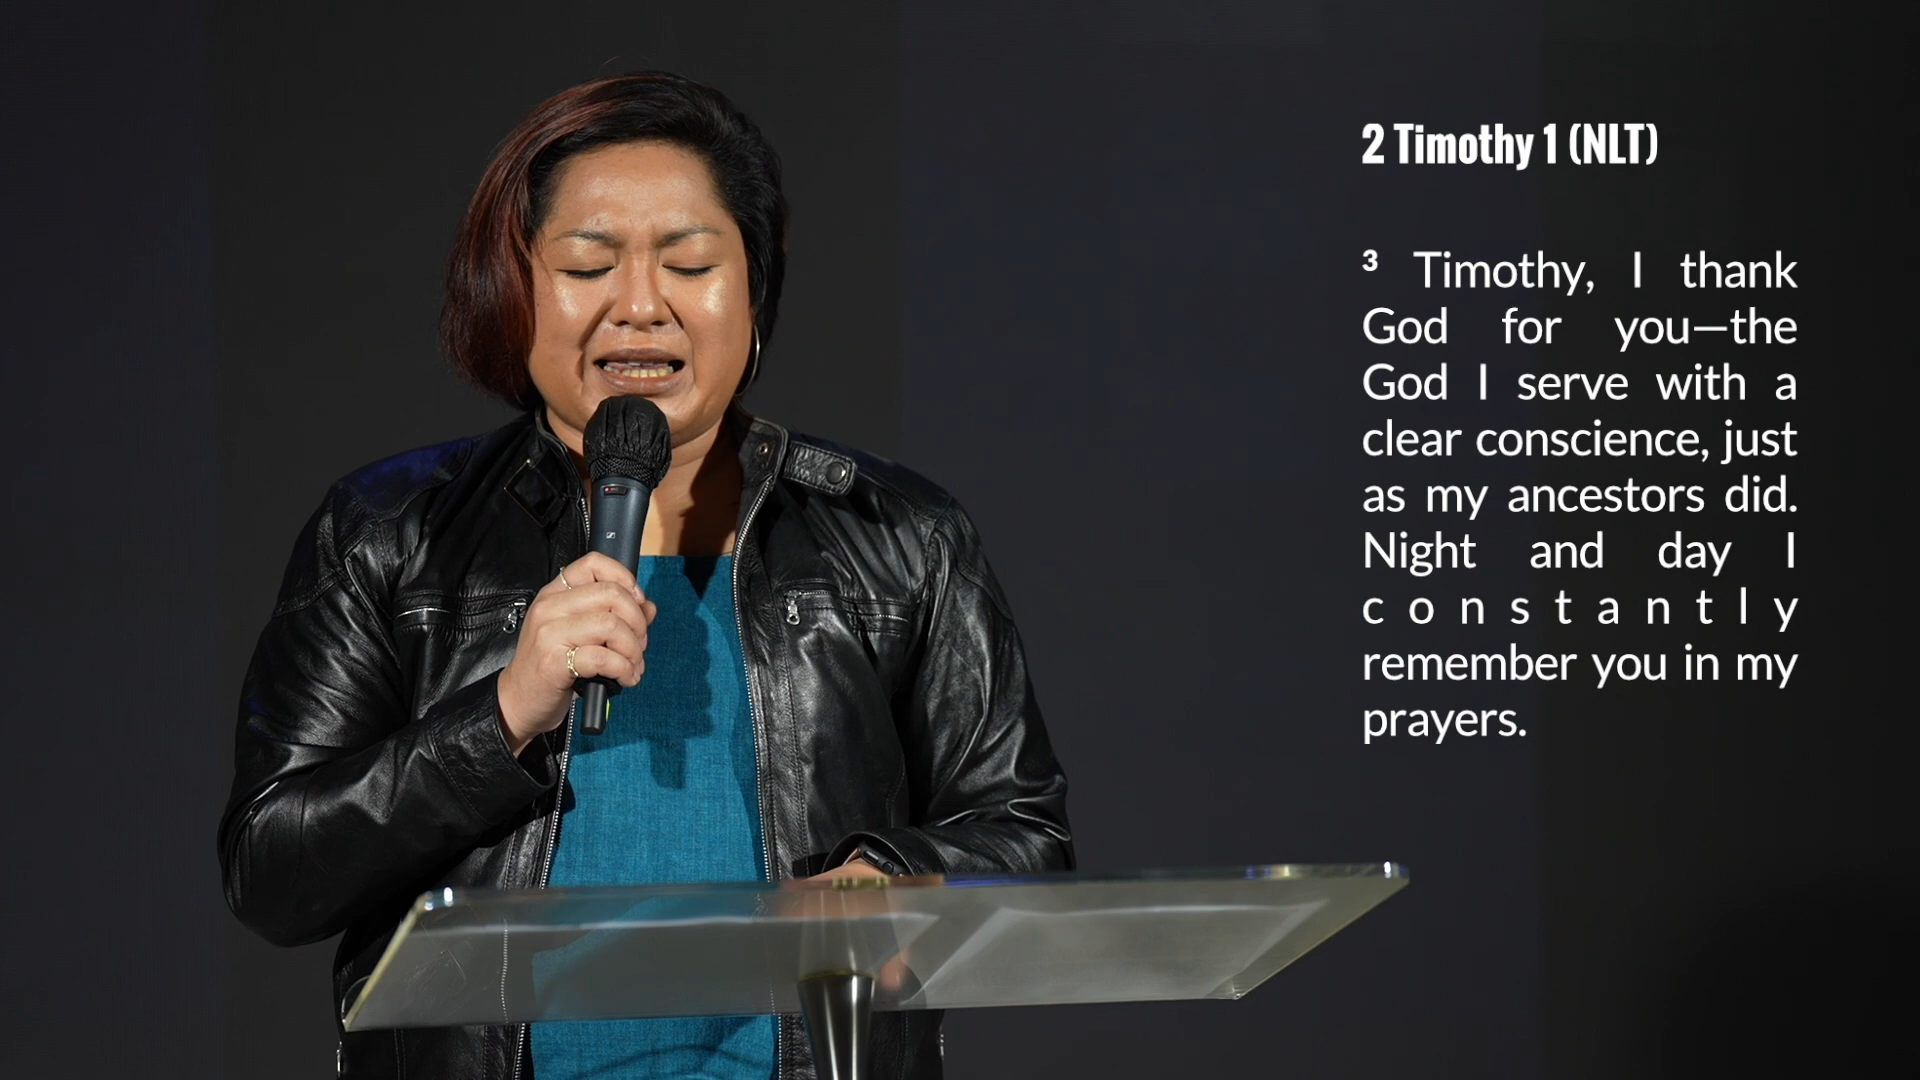 2 Timothy 1 (NLT)
³ Timothy, I thank
God for you—the
God I serve with a
clear conscience, just
as my ancestors did.
Night and day I
constantly
remember you in my
prayers.